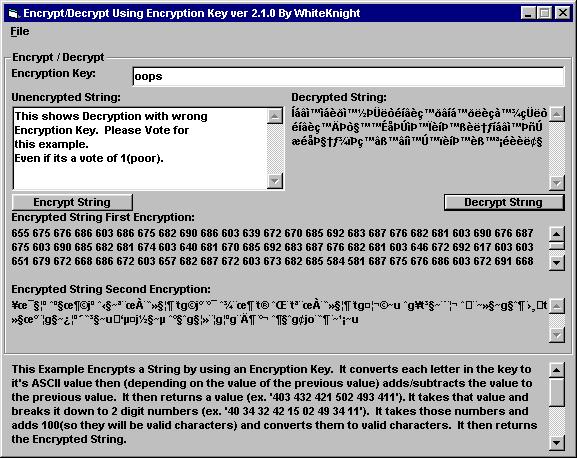 Encrypt/Decrypt Using Encryption Key ver 2.1.0 By WhiteKnight
File
Encrypt / Decrypt
Encryption Key:
oops
Unencrypted String:
Decrypted String:
This shows Decryption with wrong
Encryption Key. Please Vote for
this example.
Even if its a vote of 1(poor).
Encrypt String
Decrypt String
Encrypted String First Encryption:
655 675 676 686 603 686 675 682 690 686 603 639 672 670 685 692 683 687 676 682 681 603 690 676 687
675 603 690 685 682 681 674 603 640 681 670 685 692 683 687 676 682 681 603 646 672 692 617 603 603
651 679 672 668 686 672 603 657 682 687 672 603 673 682 685 584 581 687 675 676 686 603 672 691 668
Encrypted String Second Encryption:
This Example Encrypts a String by using an Encryption Key. It converts each letter in the key to
it's ASCII value then (depending on the value of the previous value) adds/subtracts the value to
the previous value. It then returns a value (ex. '403 432 421 502 493 411'). It takes that value and
breaks it down to 2 digit numbers (ex. '40 34 32 42 15 02 49 34 11'). It takes those numbers and
adds 100(so they will be valid characters) and converts them to valid characters. It then returns
the Encrypted String.